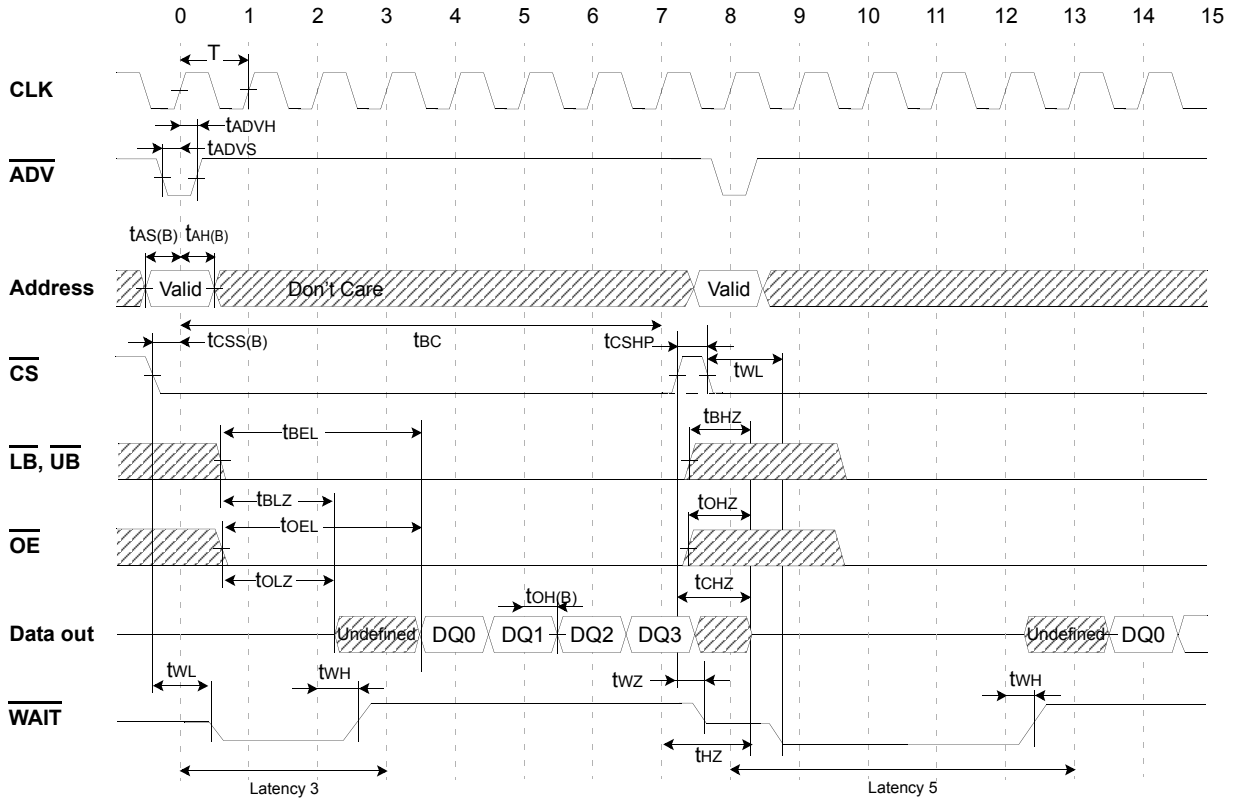 0 1 2 3 4 5 6 7 8 9 10 11 12 13 14 15
T
CLK
tADVH
tADVS
ADV
tAS(B) tAH(B)
Address Valid Don't Care Valid
tCSS(B) tBC tCSHP
CS tWL
tBEL tBHZ
LB, UB
tBLZ tOHZ
tOEL
OE
tOLZ tCHZ
tOH(B)
Data out Undefined DQ0 DQ1 DQ2 DQ3 Undefined DQ0
tWL tWH tWZ tWH
WAIT
tHZ
Latency 3 Latency 5